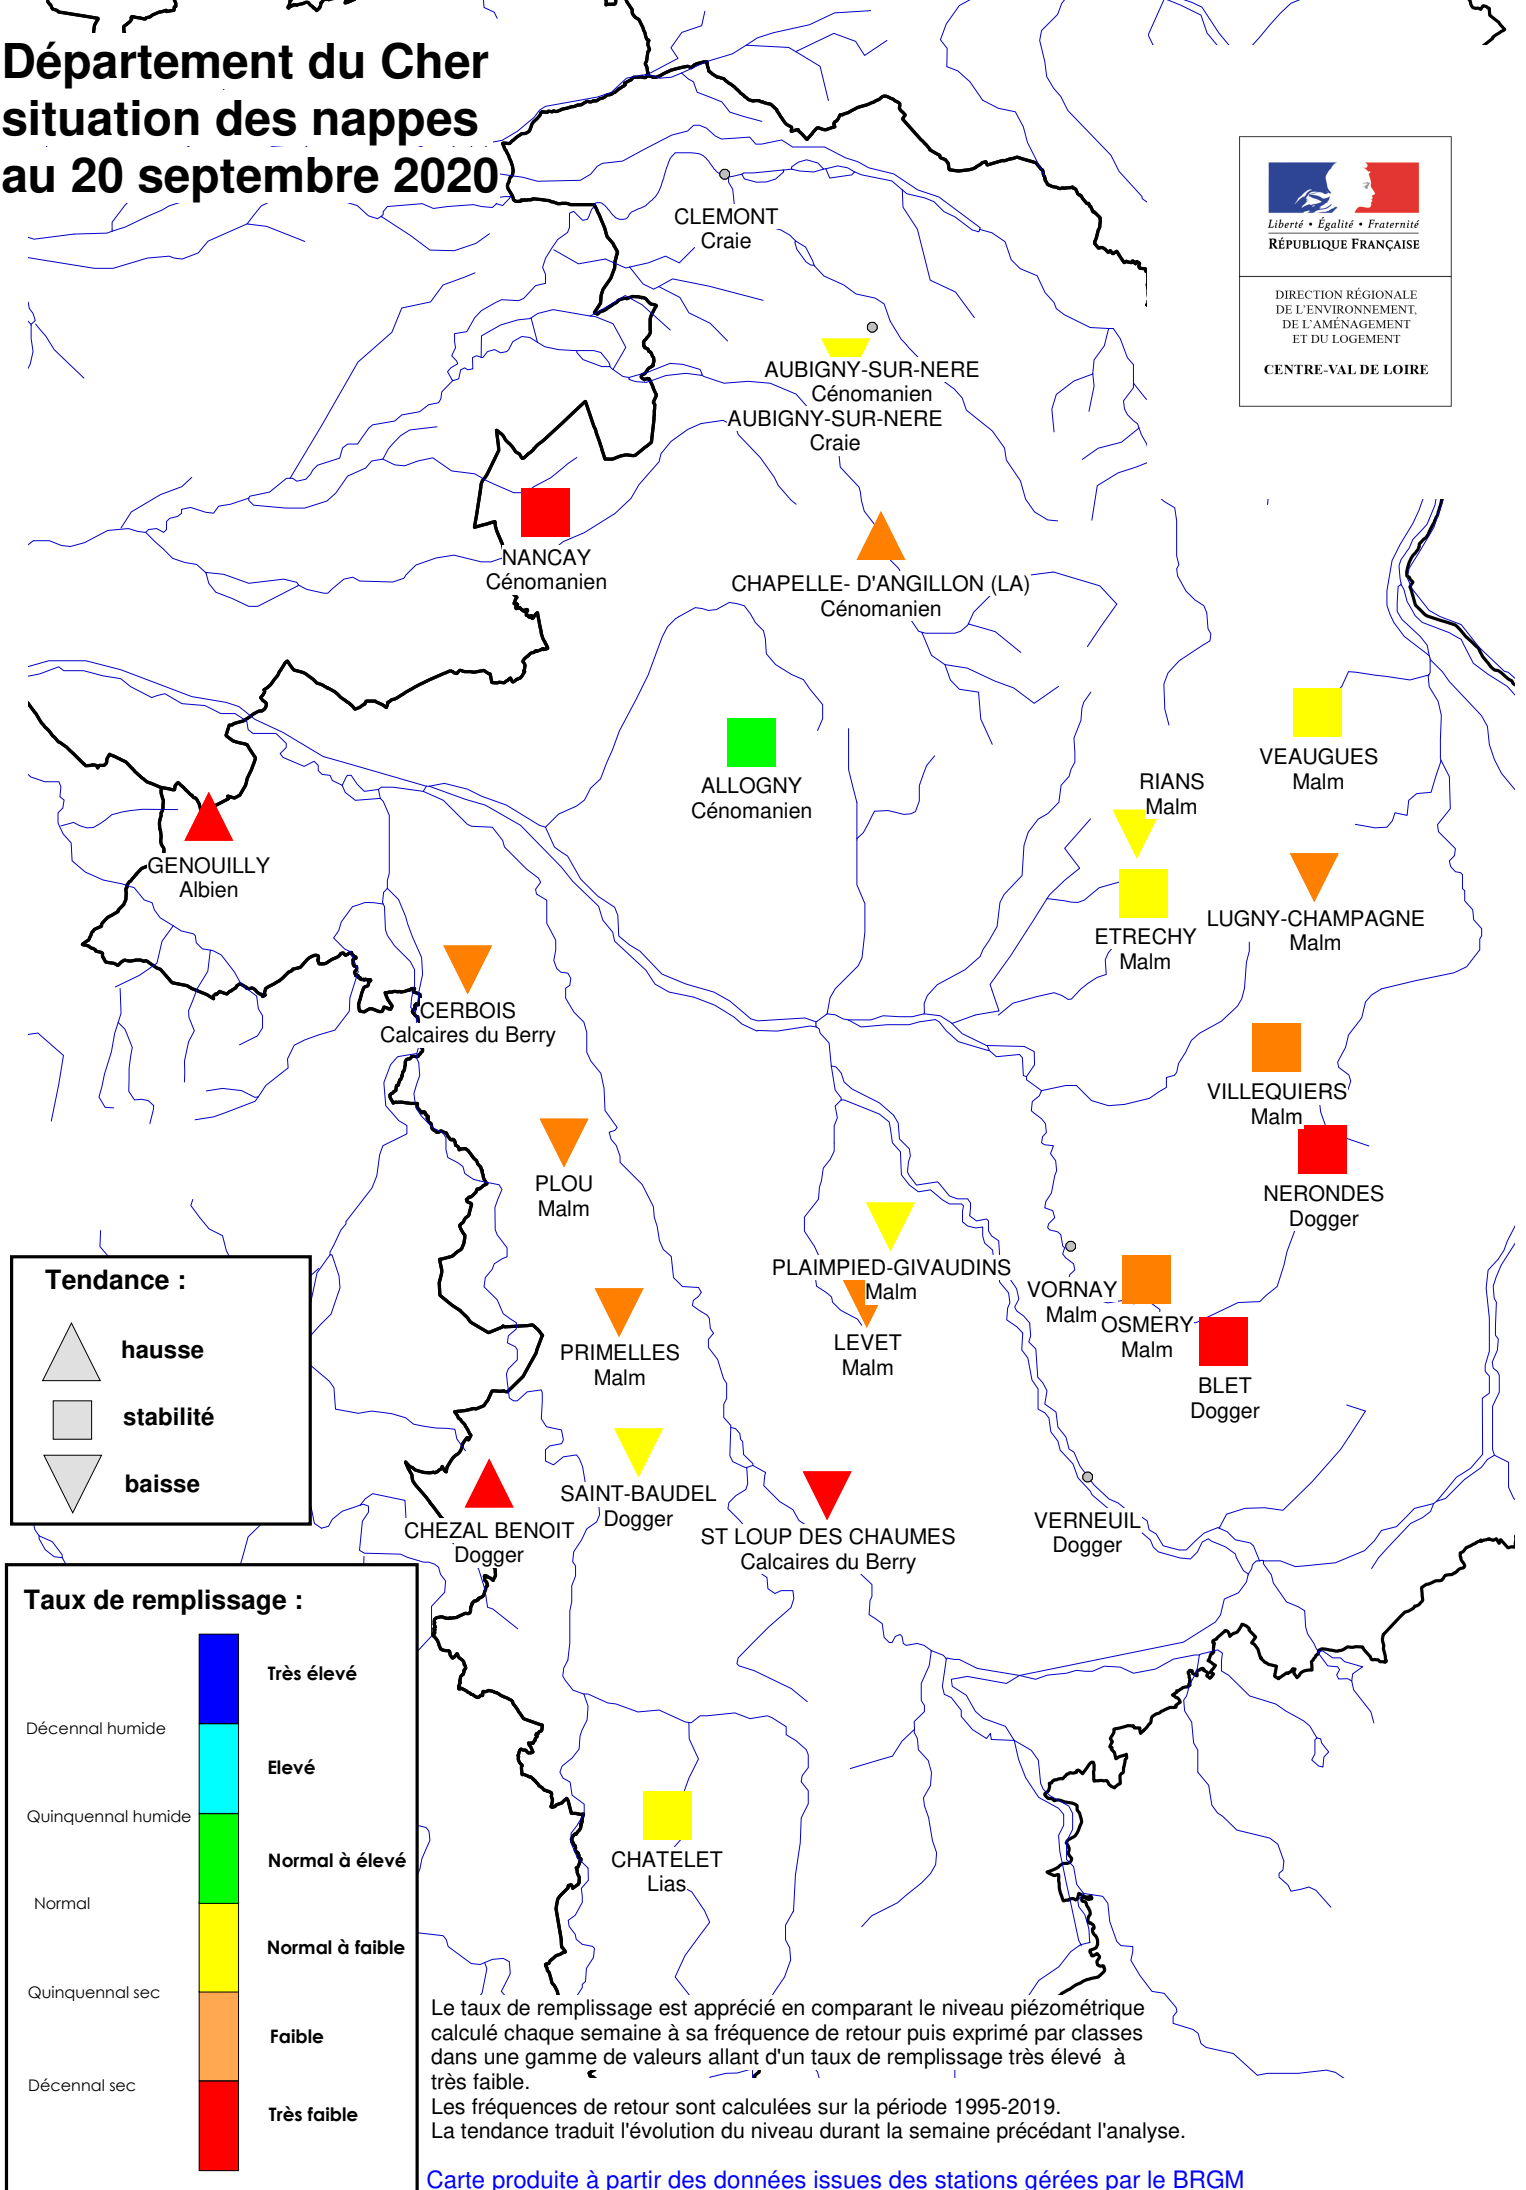 Département du Cher
situation des nappes
au 20 septembre 2020
Liberté • Égalité • Fraternité
RÉPUBLIQUE FRANÇAISE
DIRECTION RÉGIONALE
DE L'ENVIRONNEMENT,
DE L'AMÉNAGEMENT
ET DU LOGEMENT
CENTRE-VAL DE LOIRE
CLEMONT
Craie
AUBIGNY-SUR-NERE
Cénomanien
AUBIGNY-SUR-NERE
Craie
NANCAY
Cénomanien
CHAPELLE- D'ANGILLON (LA)
Cénomanien
VEAUGUES
Malm
ALLOGNY
Cénomanien
RIANS
Malm
GENOUILLY
Albien
LUGNY-CHAMPAGNE
Malm
ETRECHY
Malm
CERBOIS
Calcaires du Berry
VILLEQUIERS
Malm
PLOU
Malm
NERONDES
Dogger
PLAIMPIED-GIVAUDINS
Malm
VORNAY
Malm
OSMERY
Malm
LEVET
Malm
PRIMELLES
Malm
BLET
Dogger
SAINT-BAUDEL
Dogger
CHEZAL BENOIT
Dogger
ST LOUP DES CHAUMES
Calcaires du Berry
VERNEUIL
Dogger
CHATELET
Lias
Tendance :
hausse
stabilité
baisse
Taux de remplissage :
Très élevé
Décennal humide
Elevé
Quinquennal humide
Normal à élevé
Normal
Normal à faible
Quinquennal sec
Faible
Décennal sec
Très faible
Le taux de remplissage est apprécié en comparant le niveau piézométrique
calculé chaque semaine à sa fréquence de retour puis exprimé par classes
dans une gamme de valeurs allant d'un taux de remplissage très élevé à
très faible.
Les fréquences de retour sont calculées sur la période 1995-2019.
La tendance traduit l'évolution du niveau durant la semaine précédant l'analyse.
Carte produite à partir des données issues des stations gérées par le BRGM